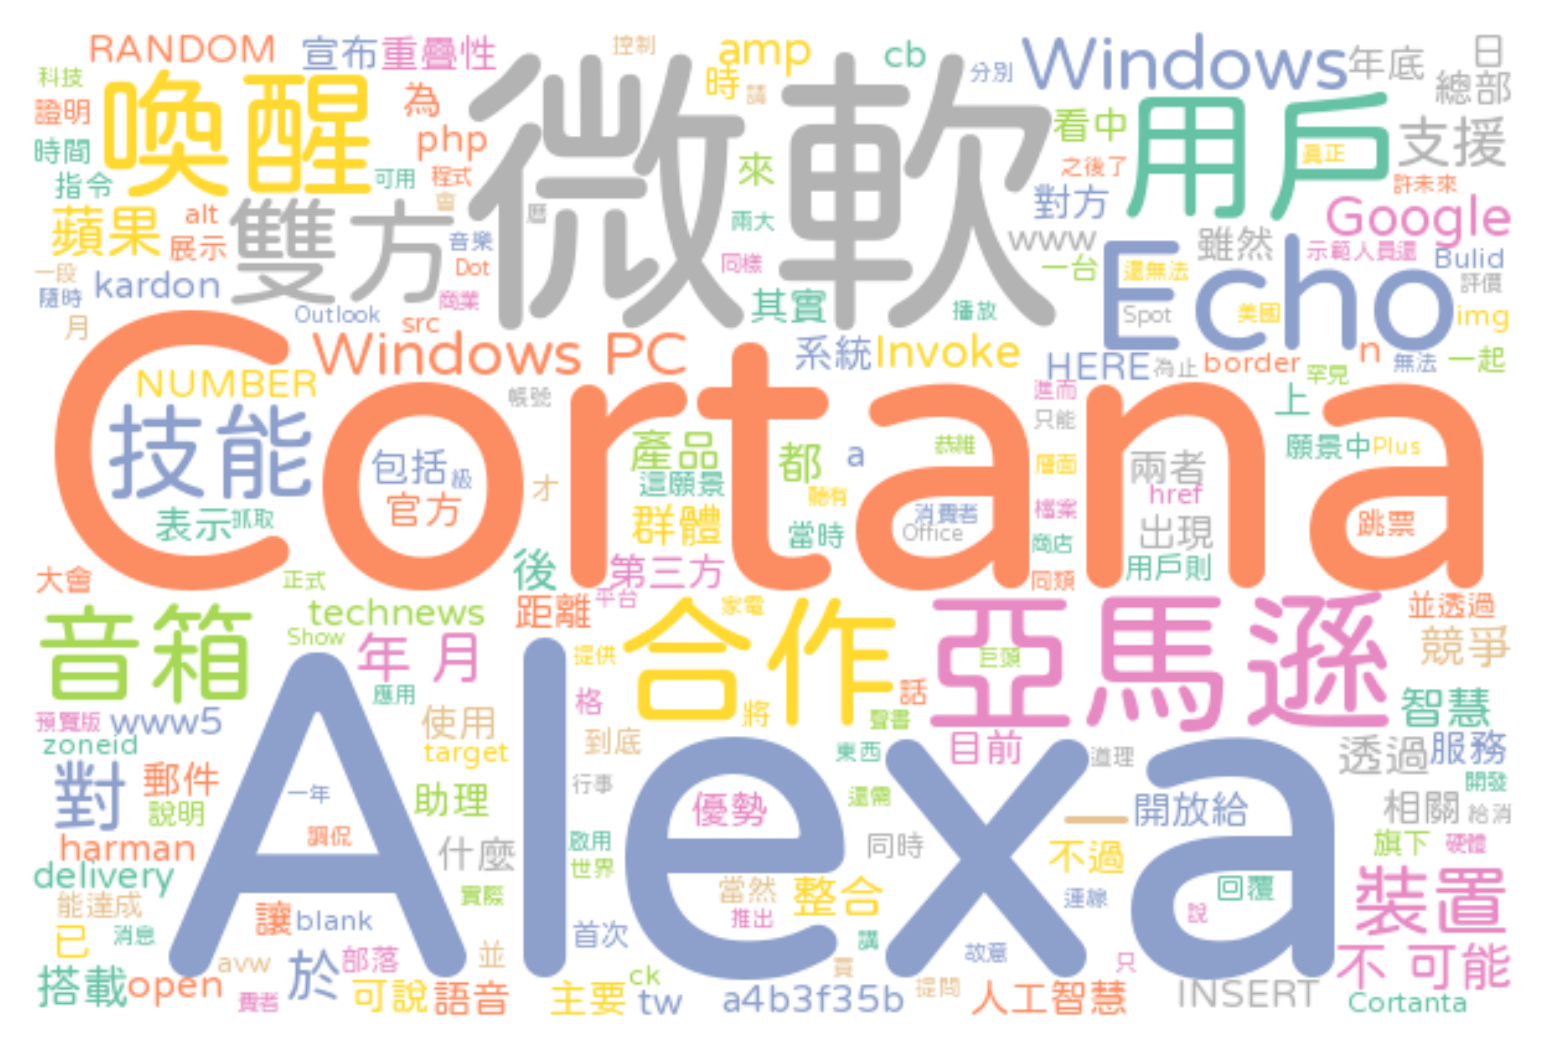 RANDOM
宣布
重疊性
控制
amp
cb
Windows
年底
日
科技
喚醒
為
微軟
時
請
分別
總部
證明
php
看中
用戶
支援
時間
指令
可用
程式
來
之後了
真正
許未來
蘋果
alt
雙方
會
曆
兩大
對方
Google
展示
音樂
www
雖然
示範人員還
一段
kardon
Dot
同樣
一台
Echo
還無法
Bulid
隨時
商業
其實
播放
評價
月
Outlook
src
Spot
美國
img
Windows PC
系統
Invoke
HERE
為止
border
n
無法
一起
Cortana
NUMBER
帳號
進而
罕見
技能
只能
上
包括
級
產品
都
a
恭維
兩者
願景中
Plus
官方
才
這願景
聽有
層面
href
表示
抓取
群體
當時
消費者
Office
檔案
出現
跳票
商店
大會
正式
後
第三方
同類
用戶則
音箱
technews
距離
平台
家電
合作
亞馬遜
並透過
Show
年 月
提供
巨頭
競爭
Alexa
應用
格
將
話
預覽版
www5
使用
聲書
智慧
zoneid
target
到底
東西
目前
道理
透過
服務
對
郵件
一年
助理
行事
還需
開發
說明
優勢
一
開放給
相關
給消
harman
調侃
什麼
啟用
同時
不過
旗下
硬體
delivery
世界
當然
整合
連線
回覆
裝置
能達成
讓
blank
實際
推出
說
已
消息
首次
講
搭載
open
avw
於
部落
並
ck
買
故意
只
不 可能
費者
可說
語音
主要
tw
a4b3f35b
提問
人工智慧
INSERT
Cortanta